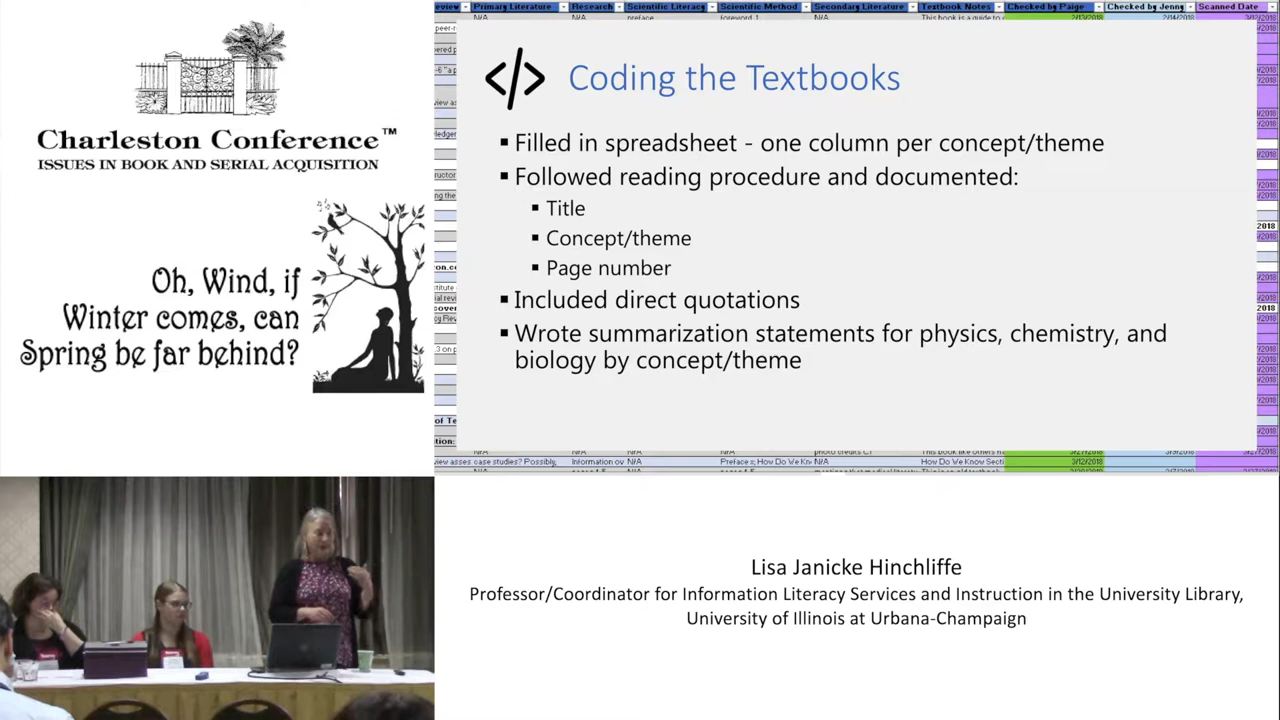 Primary Literature Research Scientific Literacy Scientific Method Secondary Literature Textbook Notes Checked by Paige Checked by Jenny Scanned Date
Charleston Conference™
ISSUES IN BOOK AND SERIAL ACQUISITION
Oh, Wind, if
Winter comes, can
Spring be far behind?
</> Coding the Textbooks
▪ Filled in spreadsheet - one column per concept/theme
▪ Followed reading procedure and documented:
▪ Title
▪ Concept/theme
▪ Page number
▪ Included direct quotations
▪ Wrote summarization statements for physics, chemistry, and
biology by concept/theme
Lisa Janicke Hinchliffe
Professor/Coordinator for Information Literacy Services and Instruction in the University Library,
University of Illinois at Urbana-Champaign